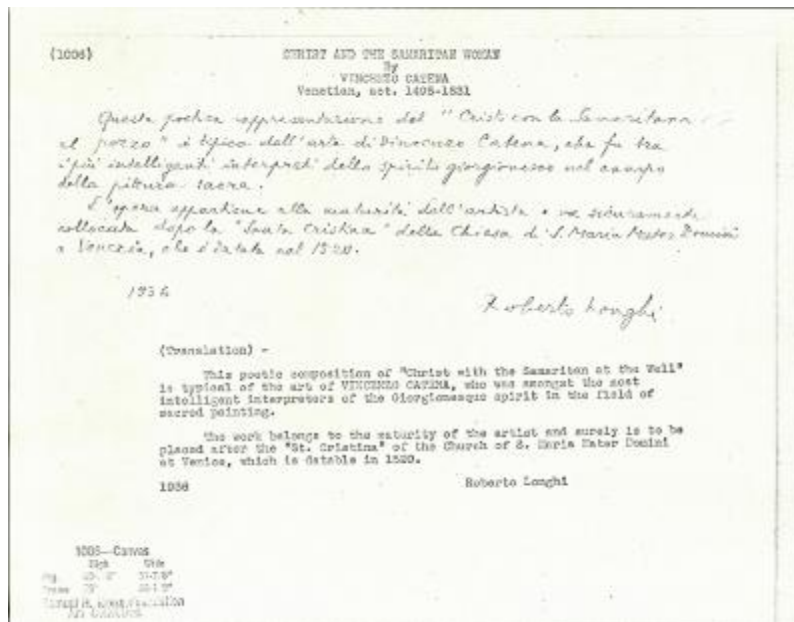 (1006)
CHRIST AND THE SAMARITAN WOMAN
By
VINCENZO CATENA
Venetian, act. 1495-1531
Questa poetica rappresentazione del "Cristo con la Samaritana
al pozzo" è tipica dell'arte di Vincenzo Catena, che fu tra
i più intelligenti interpreti dello spirito giorgionesco nel campo
della pittura sacra.
L'opera appartiene alla maturità dell'artista e va sicuramente
collocata dopo la "Santa Cristina" della Chiesa di S. Maria Mater Domini
a Venezia, che è datata nel 1520.
1936
Roberto Longhi
(Translation) -
This poetic composition of "Christ with the Samaritan at the Well"
is typical of the art of VINCENZO CATENA, who was amongst the most
intelligent interpreters of the Giorgionesque spirit in the field of
sacred painting.
The work belongs to the maturity of the artist and surely is to be
placed after the "St. Cristina" of the Church of S. Maria Mater Domini
at Venice, which is datable in 1520.
1936
Roberto Longhi
1006—Canvas
High Wide